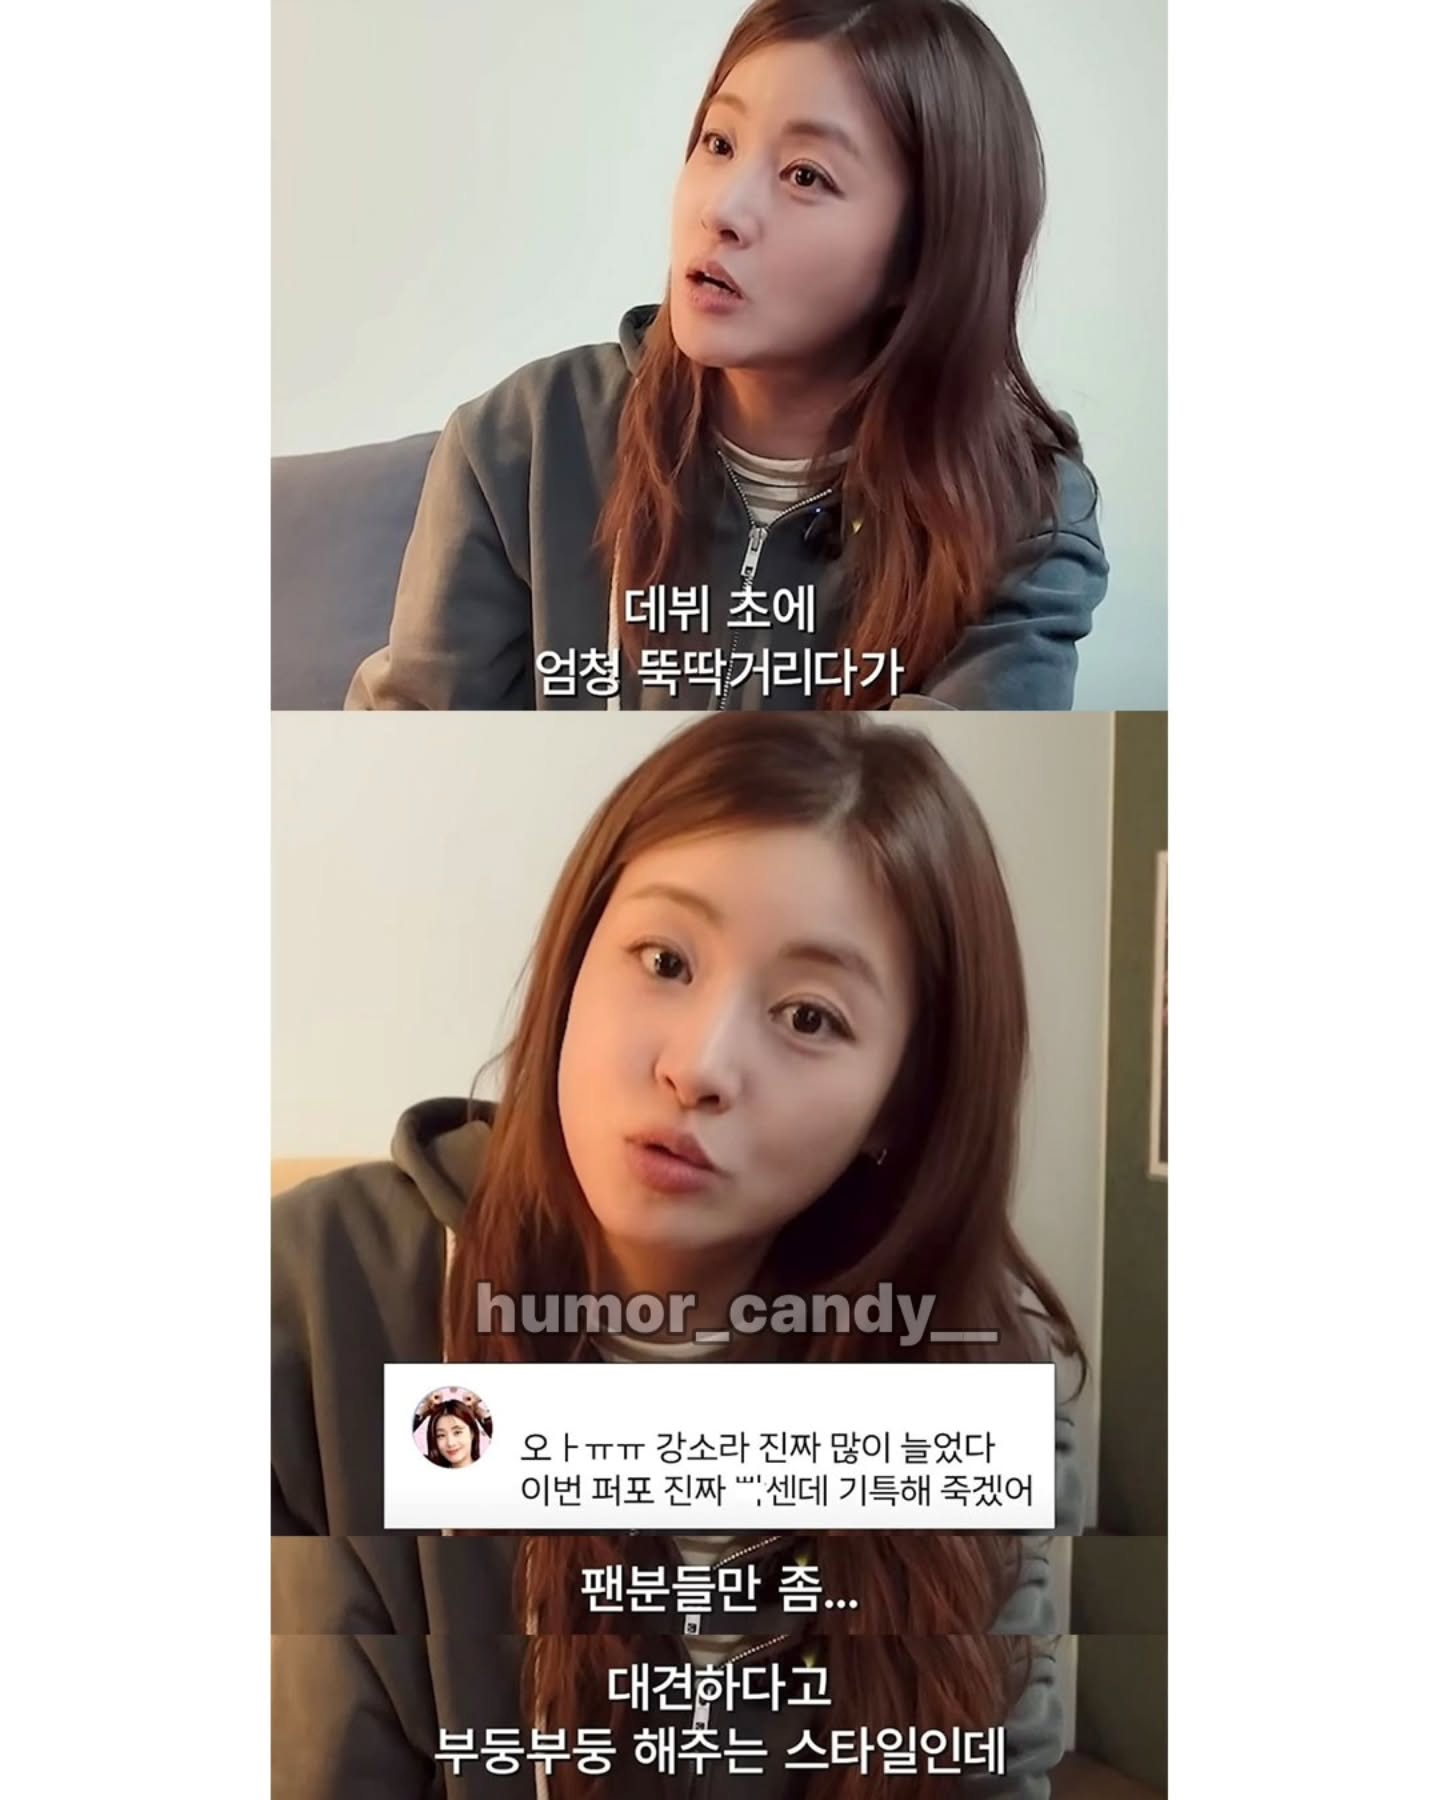 데뷔 초에
엄청 뚝딱거리다가
humor_candy__
오ㅏㅠㅠ 강소라 진짜 많이 늘었다
이번 퍼포 진짜 센데 기특해 죽겠어
팬분들만 좀...
대견하다고
부둥부둥 해주는 스타일인데